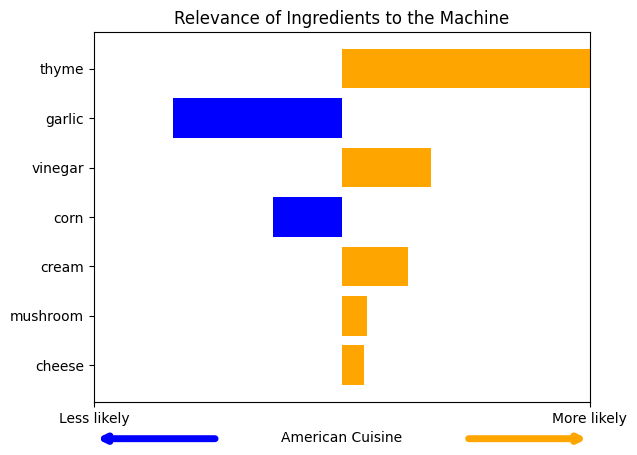 Relevance of Ingredients to the Machine
thyme
garlic
vinegar
corn
cream
mushroom
cheese
Less likely
More likely
American Cuisine